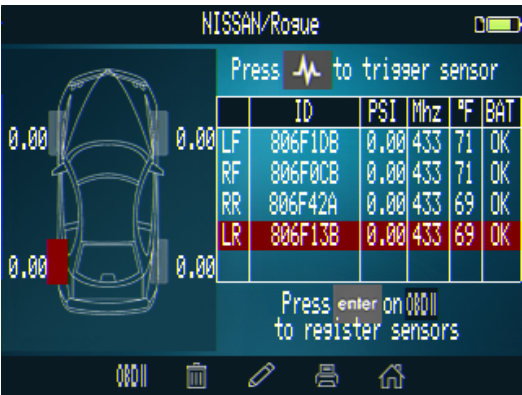 NISSAN/Rogue
Press to trigger sensor
ID PSI Mhz °F BAT
LF 806F1DB 0.00 433 71 OK
RF 806F0CB 0.00 433 71 OK
RR 806F42A 0.00 433 69 OK
LR 806F13B 0.00 433 69 OK
0.00 0.00
0.00 0.00
Press enter on OBDII
to register sensors
OBDII